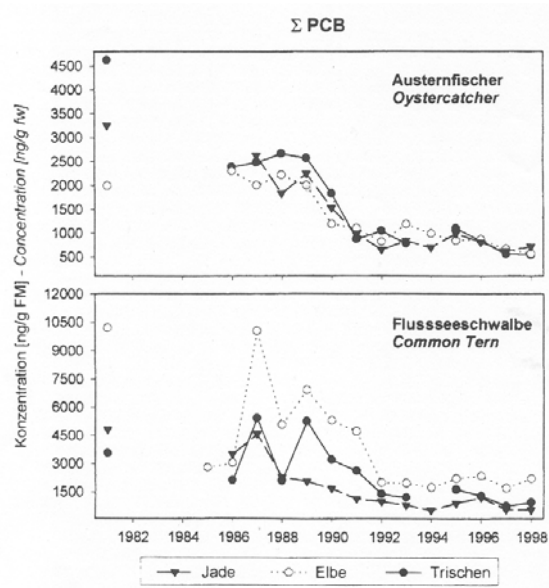 Σ PCB
Konzentration [ng/g FM] - Concentration [ng/g fw]
4500
4000
3500
3000
2500
2000
1500
1000
500
Austernfischer
Oystercatcher
12000
10500
9000
7500
6000
4500
3000
1500
Flussseeschwalbe
Common Tern
1982 1984 1986 1988 1990 1992 1994 1996 1998
Jade Elbe Trischen